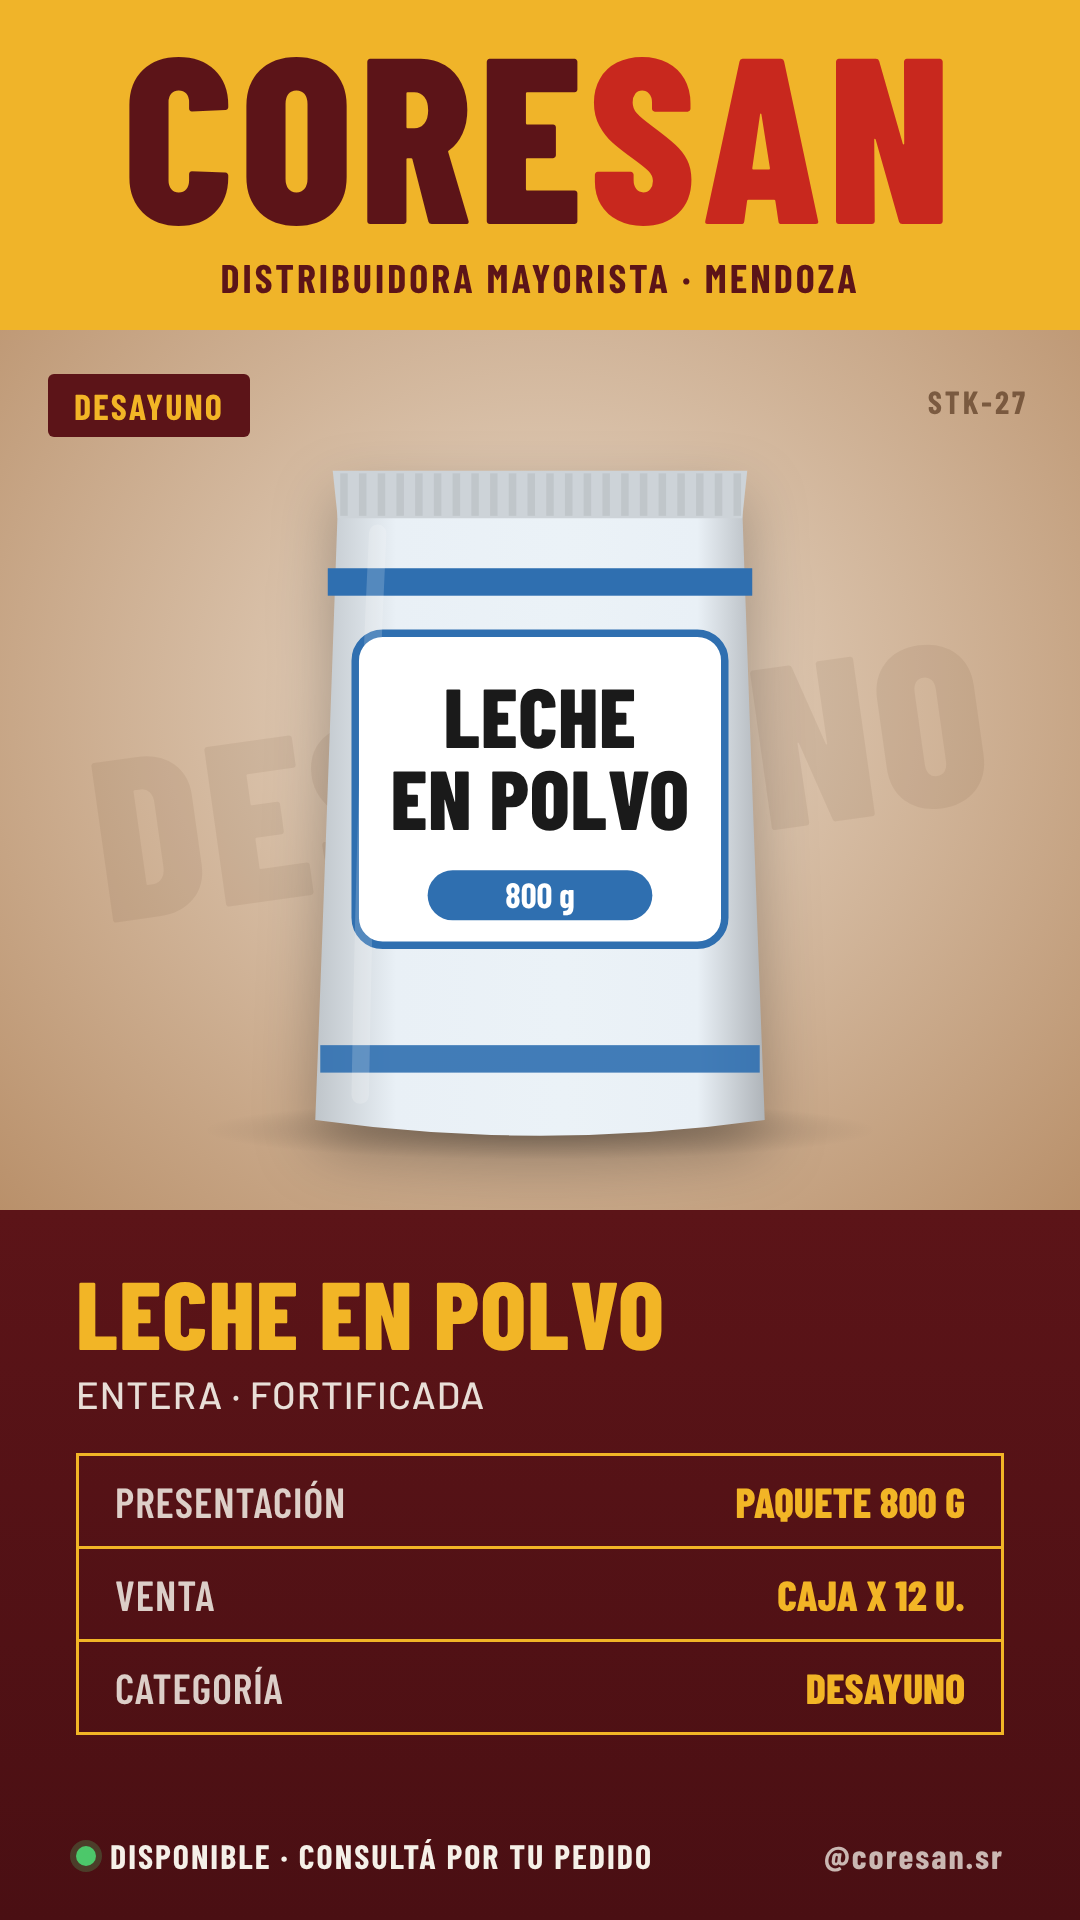 CORESAN
DISTRIBUIDORA MAYORISTA · MENDOZA
DESAYUNO
STK-27
LECHE
EN POLVO
800 g
LECHE EN POLVO
ENTERA · FORTIFICADA
PRESENTACIÓN PAQUETE 800 G
VENTA CAJA X 12 U.
CATEGORÍA DESAYUNO
DISPONIBLE · CONSULTÁ POR TU PEDIDO
@coresan.sr